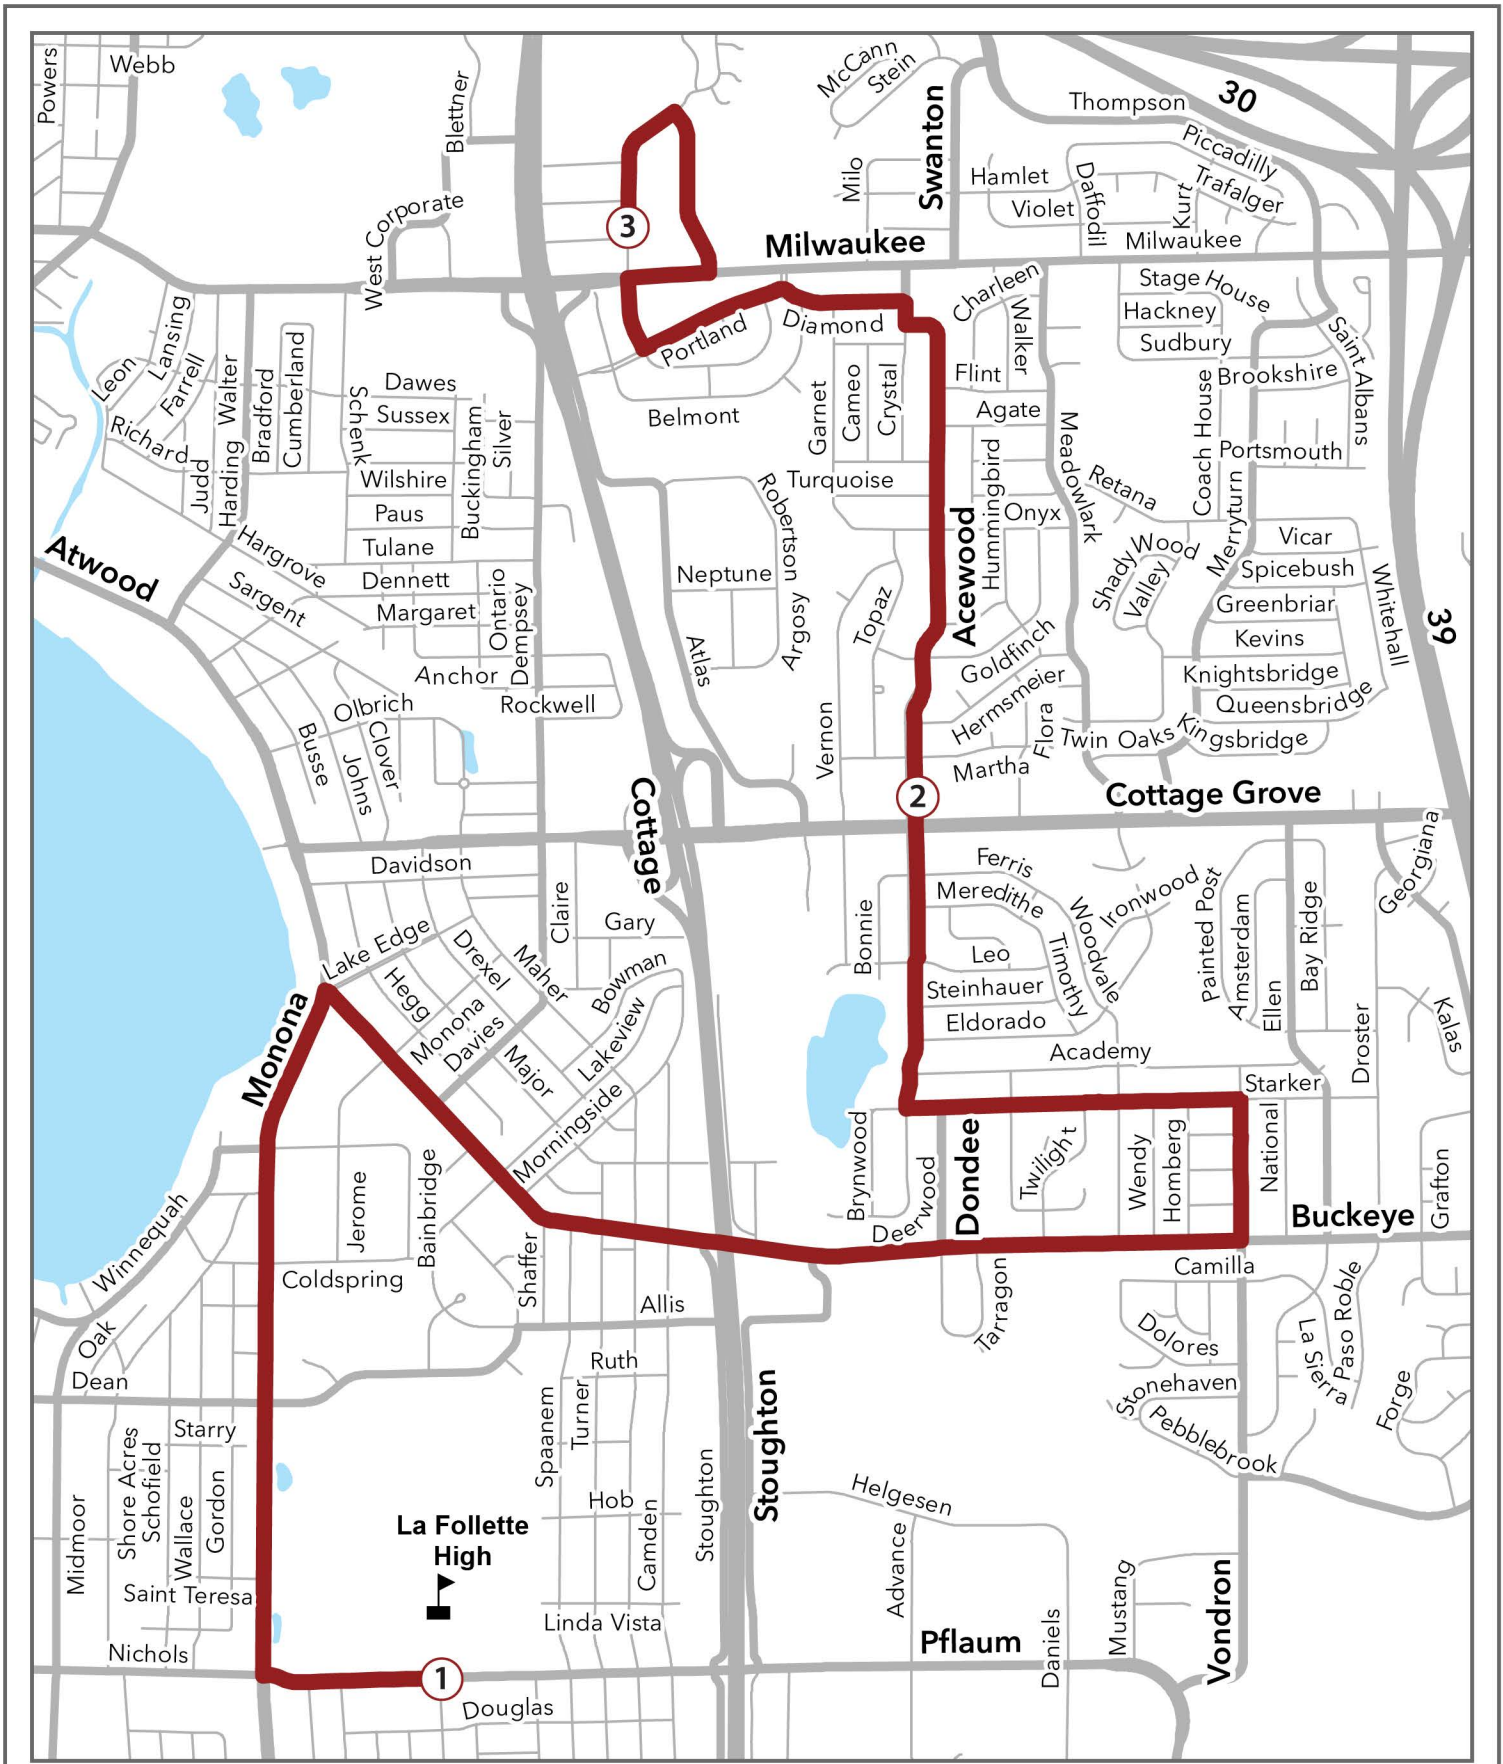 Powers
Webb
Blettner
McCann
Stein
Swanton
Thompson
30
Piccadilly
Trafalger
Kurt
Daffodil
Hamlet
Violet
Milo
Milwaukee
Milwaukee
3
West Corporate
Lansing
Leon
Farrell
Richard
Judd
Walter
Harding
Bradford
Cumberland
Schenk
Dawes
Sussex
Buckingham
Silver
Wilshire
Paus
Tulane
Portland
Diamond
Belmont
Garnet
Cameo
Crystal
Charleen
Walker
Flint
Agate
Stage House
Hackney
Sudbury
Saint Albans
Brookshire
Coach House
Portsmouth
Meadowlark
Retana
Merryturn
Turquoise
Robertson
Hummingbird
Onyx
Acewood
Shady Wood
Valley
Vicar
Spicebush
Greenbriar
Kevins
Knightsbridge
Queensbridge
Kingsbridge
Whitehall
39
Atwood
Hargrove
Sargent
Dennett
Margaret
Ontario
Dempsey
Anchor
Rockwell
Neptune
Argosy
Atlas
Topaz
Goldfinch
Hermsmeier
Flora
Twin Oaks
Martha
Vernon
Olbrich
Busse
Johns
Clover
2
Cottage Grove
Cottage
Davidson
Claire
Gary
Lake Edge
Drexel
Maher
Hegg
Bowman
Monona
Davies
Major
Lakeview
Morningside
Monona
Bonnie
Ferris
Meredithe
Woodvale
Ironwood
Timothy
Leo
Steinhauer
Eldorado
Academy
Painted Post
Amsterdam
Ellen
Bay Ridge
Georgiana
Droster
Kalas
Starker
Brynwood
Deerwood
Dondee
Twilight
Wendy
Homberg
National
Buckeye
Grafton
Winnequah
Jerome
Bainbridge
Coldspring
Shaffer
Allis
Tarragon
Camilla
Dolores
La Sierra
Paso Roble
Forge
Stonehaven
Pebblebrook
Oak
Dean
Starry
Ruth
Spaanem
Turner
Stoughton
Stoughton
Midmoor
Shore Acres
Schofield
Wallace
Gordon
Saint Teresa
Hob
Camden
La Follette
High
Linda Vista
Helgesen
Advance
Daniels
Mustang
Vondron
Nichols
1
Pflaum
Douglas